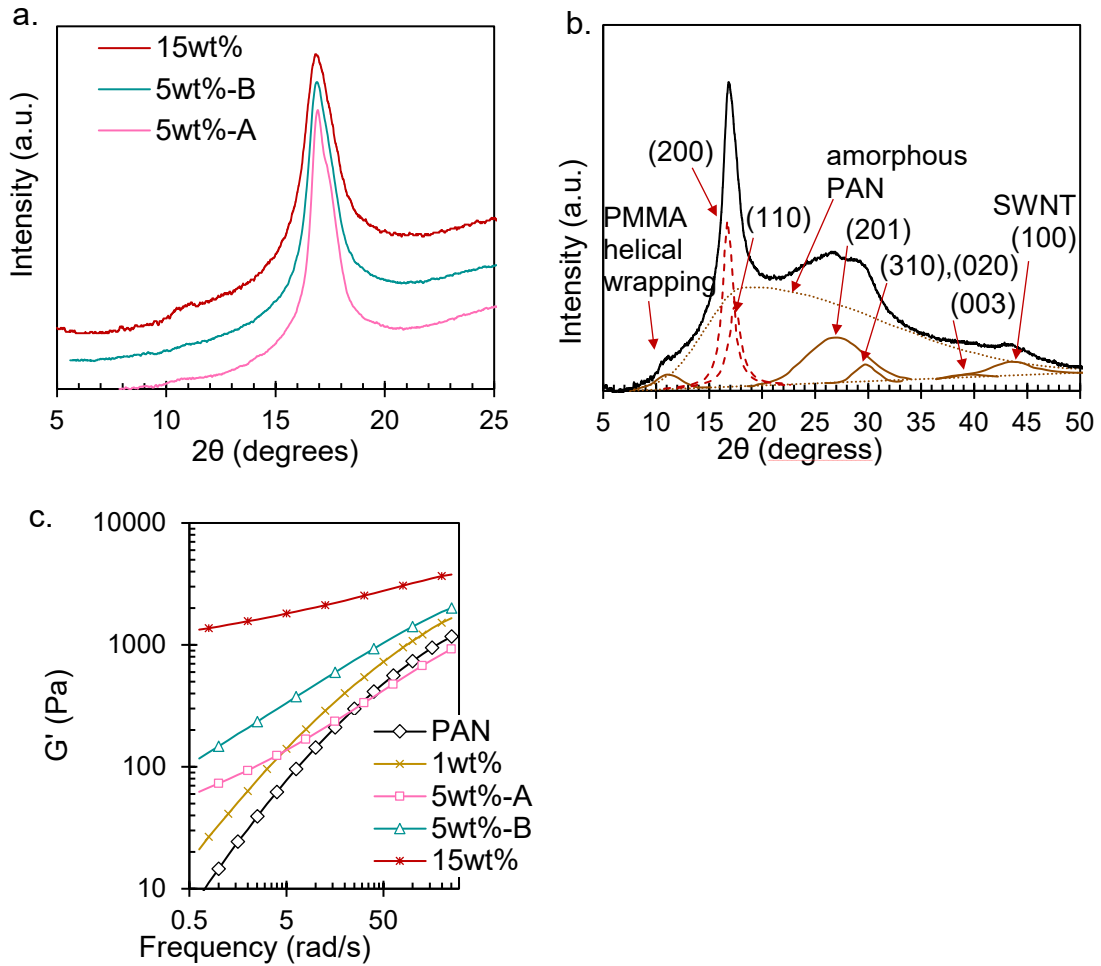 a.
15wt%
5wt%-B
5wt%-A
Intensity (a.u.)
5 10 15 20 25
2θ (degrees)
b.
(200)
amorphous
PAN
PMMA
helical
wrapping
(110)
(201)
SWNT
(100)
(310),(020)
(003)
Intensity (a.u.)
5 10 15 20 25 30 35 40 45 50
2θ (degress)
c.
10000
1000
100
10
G' (Pa)
PAN
1wt%
5wt%-A
5wt%-B
15wt%
0.5 5 50
Frequency (rad/s)